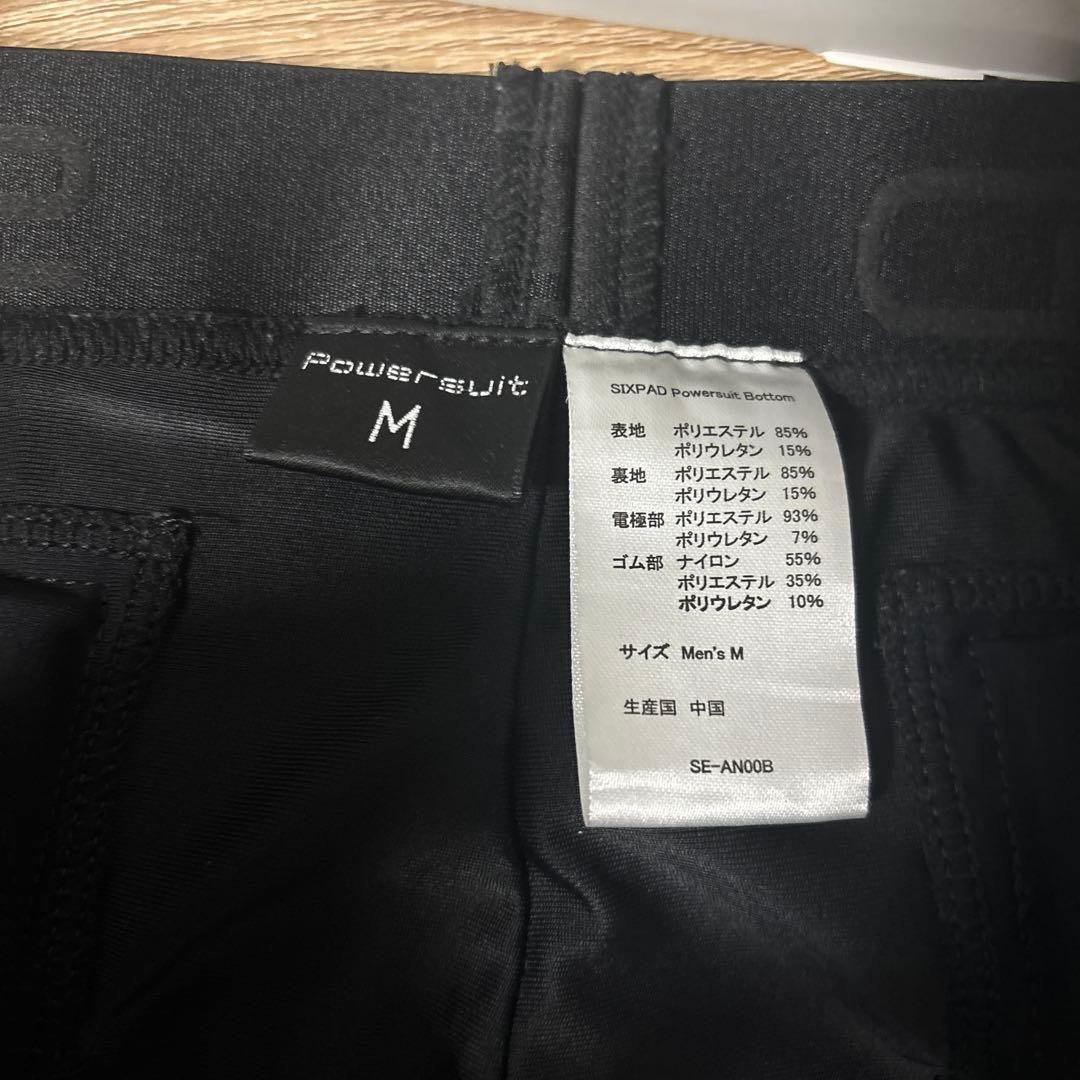 Powersuit
M
SIXPAD Powersuit Bottom
表地 ポリエステル 85%
ポリウレタン 15%
裏地 ポリエステル 85%
ポリウレタン 15%
電極部 ポリエステル 93%
ポリウレタン 7%
ゴム部 ナイロン 55%
ポリエステル 35%
ポリウレタン 10%
サイズ Men's M
生産国 中国
SE-AN00B